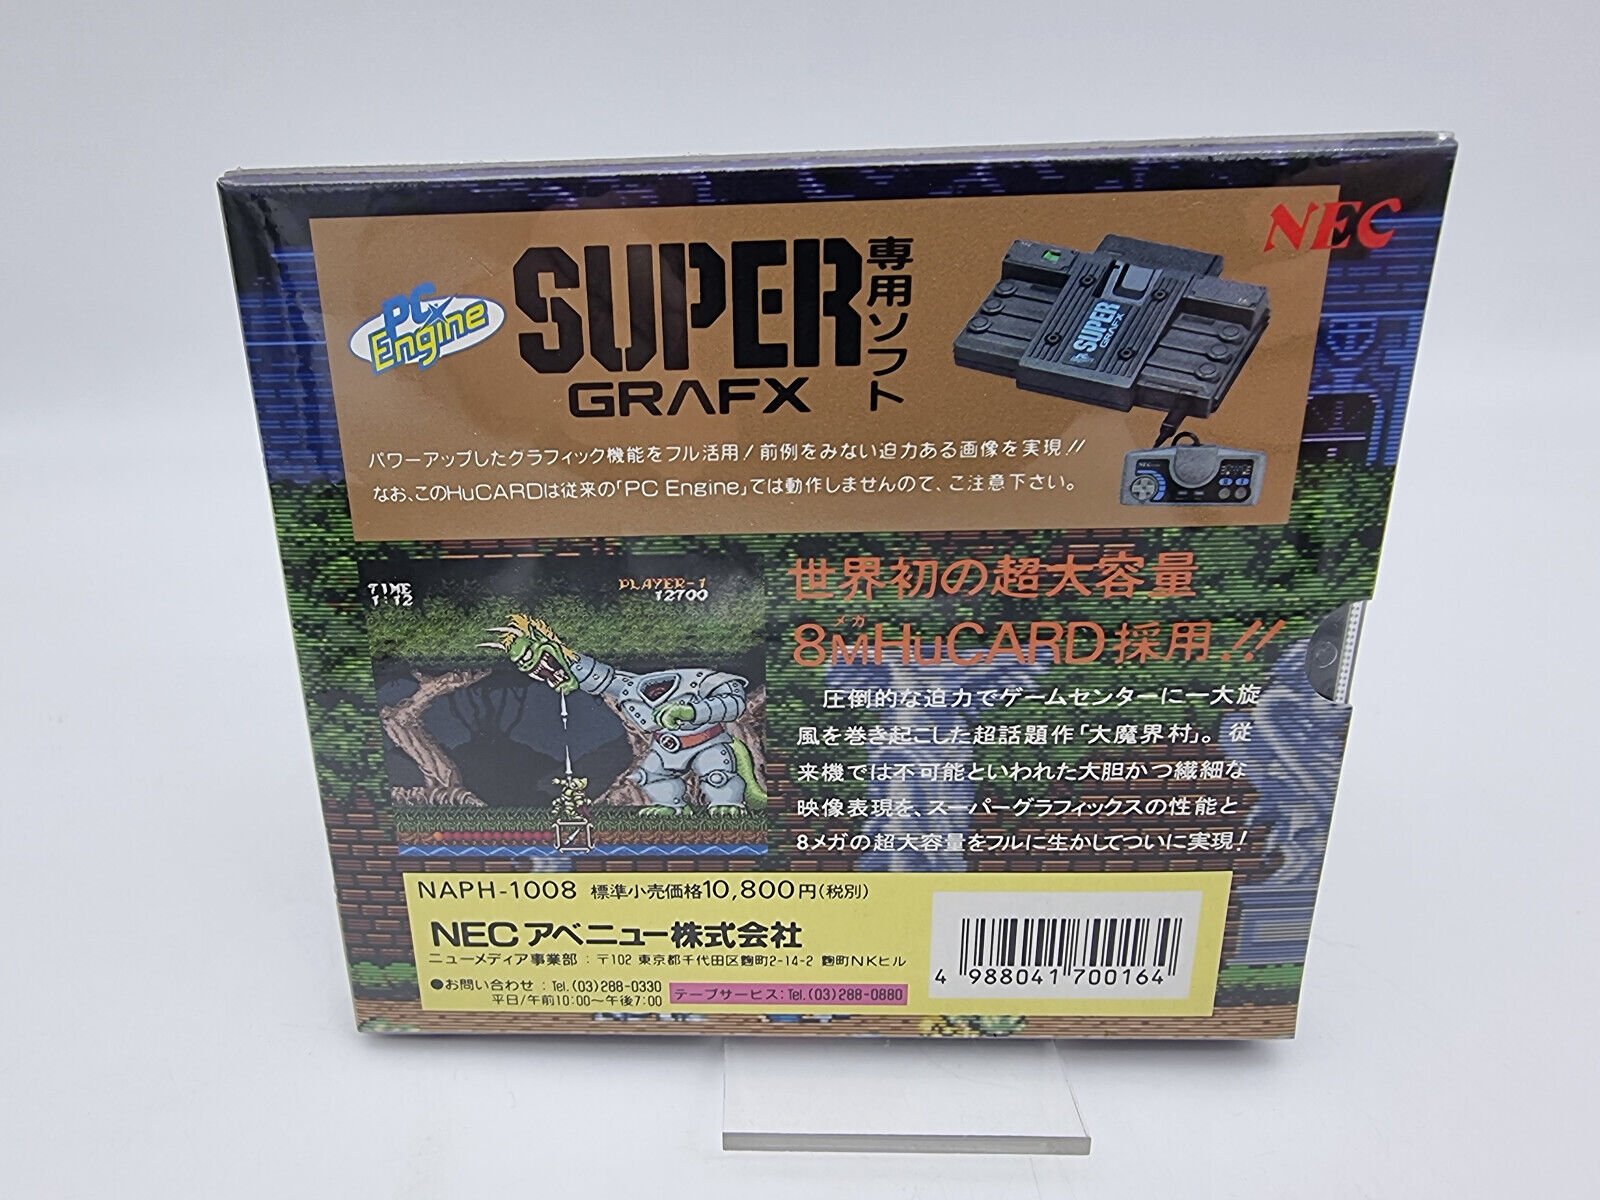 NEC
PC Engine
SUPER GRAFX
専用ソフト
SUPER GRAFX
NEC
パワーアップしたグラフィック機能をフル活用!前例をみない迫力ある画像を実現!!
なお、このHuCARDは従来の「PC Engine」では動作しませんので、ご注意下さい。
TIME
1:12
PLAYER-1
12700
世界初の超大容量
メガ
8MHuCARD採用!!
圧倒的な迫力でゲームセンターに一大旋
風を巻き起こした超話題作「大魔界村」。従
来機では不可能といわれた大胆かつ繊細な
映像表現を、スーパーグラフィックスの性能と
8メガの超大容量をフルに生かしてついに実現!
NAPH-1008 標準小売価格10,800円(税別)
NECアベニュー株式会社
ニューメディア事業部:〒102 東京都千代田区麴町2-14-2 麴町NKビル
●お問い合わせ:Tel.(03)288-0330
平日/午前10:00〜午後7:00
テープサービス:Tel.(03)288-0880
4 988041 700164